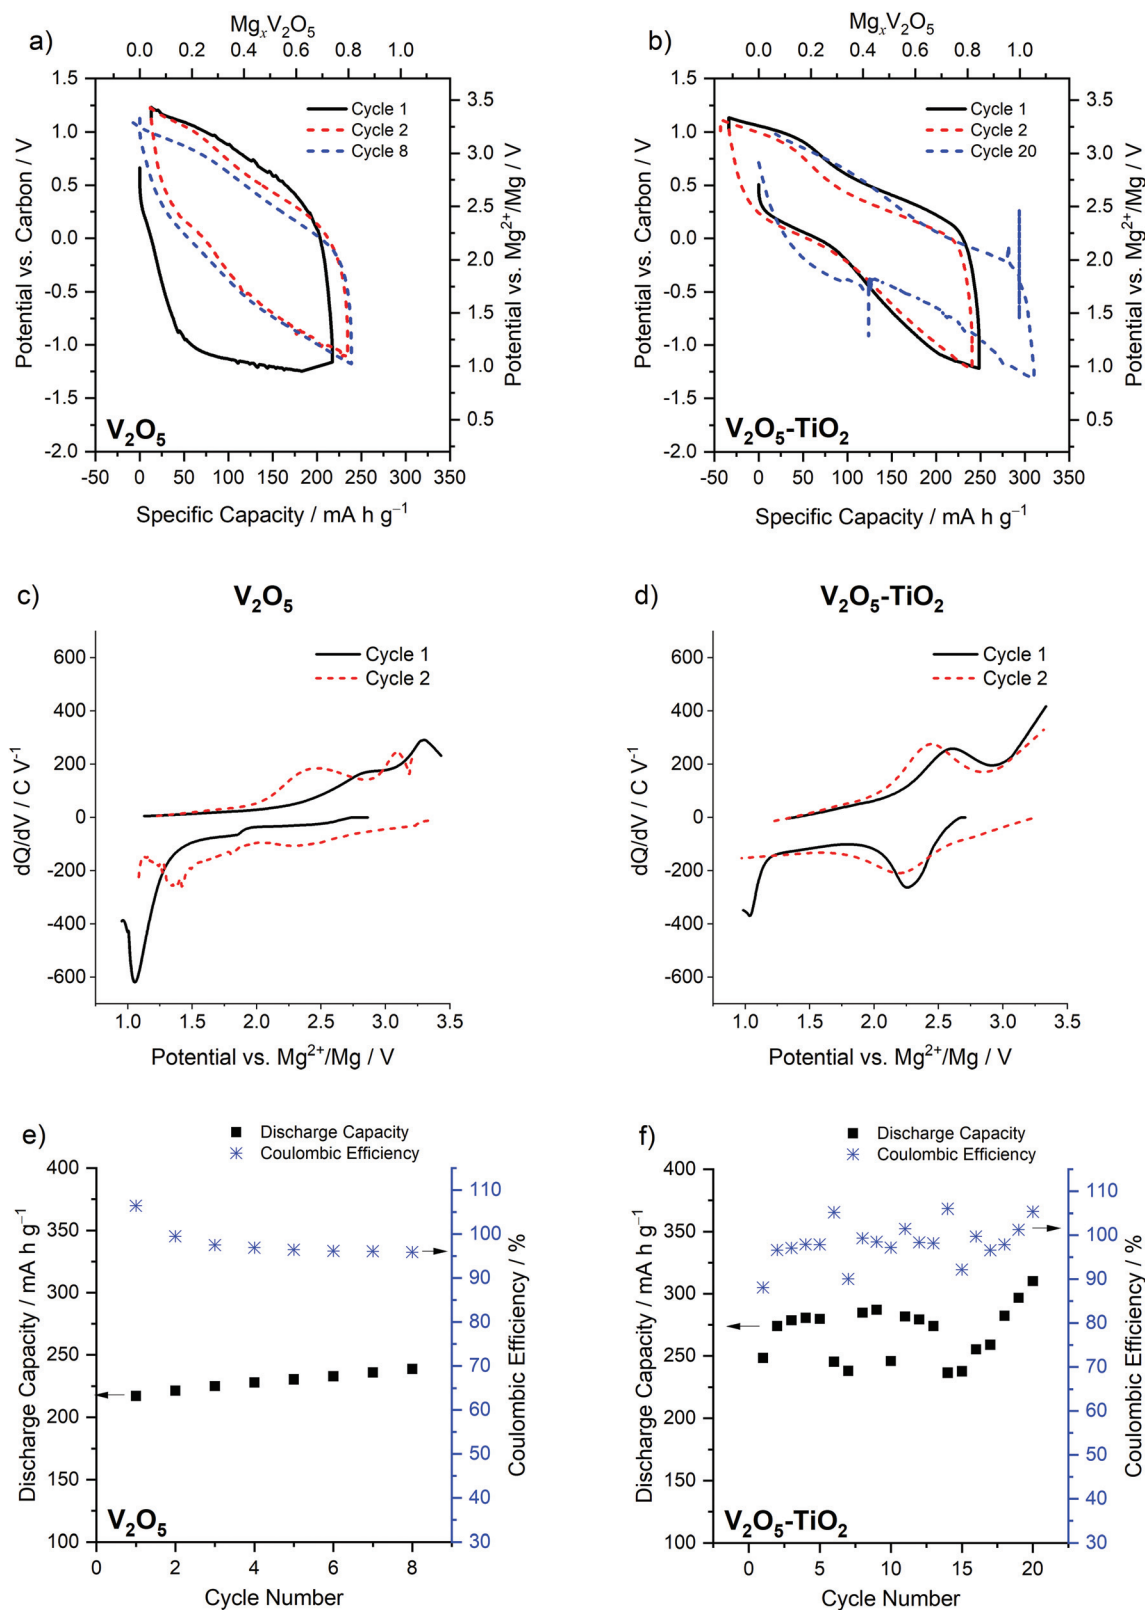 a)
MgₓV₂O₅
0.0 0.2 0.4 0.6 0.8 1.0
1.5
1.0
0.5
0.0
-0.5
-1.0
-1.5
-2.0
Potential vs. Carbon / V
Cycle 1
Cycle 2
Cycle 8
3.5
3.0
2.5
2.0
1.5
1.0
0.5
Potential vs. Mg²⁺/Mg / V
V₂O₅
-50 0 50 100 150 200 250 300 350
Specific Capacity / mA h g⁻¹
b)
MgₓV₂O₅
0.0 0.2 0.4 0.6 0.8 1.0
1.5
1.0
0.5
0.0
-0.5
-1.0
-1.5
-2.0
Potential vs. Carbon / V
Cycle 1
Cycle 2
Cycle 20
3.5
3.0
2.5
2.0
1.5
1.0
0.5
Potential vs. Mg²⁺/Mg / V
V₂O₅-TiO₂
-50 0 50 100 150 200 250 300 350
Specific Capacity / mA h g⁻¹
c)
V₂O₅
600
400
200
0
-200
-400
-600
dQ/dV / C V⁻¹
Cycle 1
Cycle 2
1.0 1.5 2.0 2.5 3.0 3.5
Potential vs. Mg²⁺/Mg / V
d)
V₂O₅-TiO₂
600
400
200
0
-200
-400
-600
dQ/dV / C V⁻¹
Cycle 1
Cycle 2
1.0 1.5 2.0 2.5 3.0 3.5
Potential vs. Mg²⁺/Mg / V
e)
Discharge Capacity
Coulombic Efficiency
400
350
300
250
200
150
100
Discharge Capacity / mA h g⁻¹
110
100
90
80
70
60
50
40
30
Coulombic Efficiency / %
V₂O₅
0 2 4 6 8
Cycle Number
f)
Discharge Capacity
Coulombic Efficiency
400
350
300
250
200
150
100
Discharge Capacity / mA h g⁻¹
110
100
90
80
70
60
50
40
30
Coulombic Efficiency / %
V₂O₅-TiO₂
0 5 10 15 20
Cycle Number